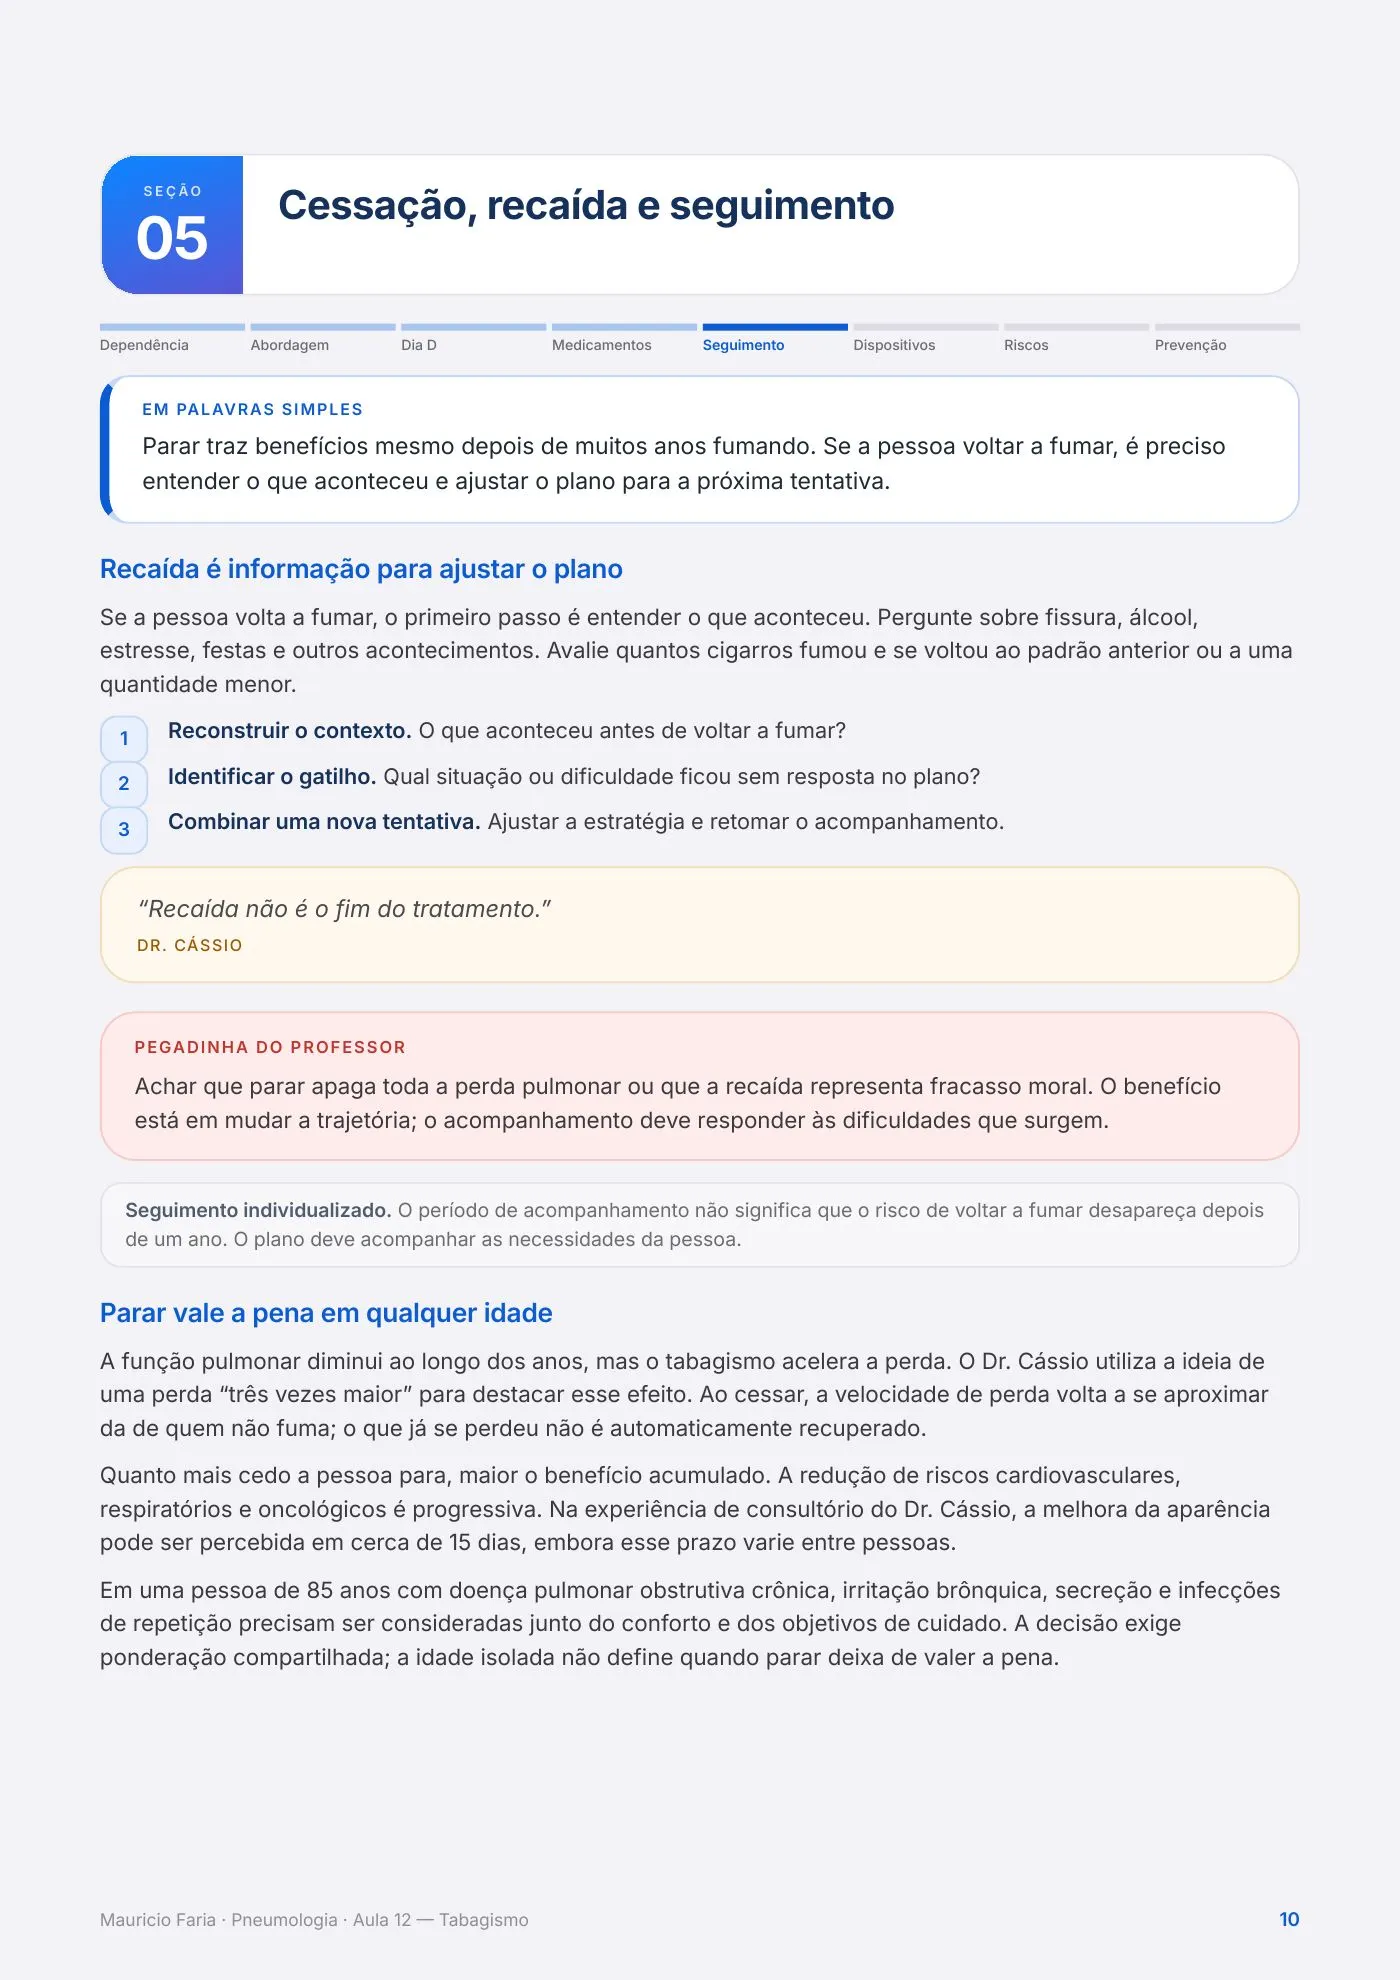 SEÇÃO
05
Cessação, recaída e seguimento
Dependência
Abordagem
Dia D
Medicamentos
Seguimento
Dispositivos
Riscos
Prevenção
EM PALAVRAS SIMPLES
Parar traz benefícios mesmo depois de muitos anos fumando. Se a pessoa voltar a fumar, é preciso
entender o que aconteceu e ajustar o plano para a próxima tentativa.
Recaída é informação para ajustar o plano
Se a pessoa volta a fumar, o primeiro passo é entender o que aconteceu. Pergunte sobre fissura, álcool,
estresse, festas e outros acontecimentos. Avalie quantos cigarros fumou e se voltou ao padrão anterior ou a uma
quantidade menor.
1 Reconstruir o contexto. O que aconteceu antes de voltar a fumar?
2 Identificar o gatilho. Qual situação ou dificuldade ficou sem resposta no plano?
3 Combinar uma nova tentativa. Ajustar a estratégia e retomar o acompanhamento.
“Recaída não é o fim do tratamento.”
DR. CÁSSIO
PEGADINHA DO PROFESSOR
Achar que parar apaga toda a perda pulmonar ou que a recaída representa fracasso moral. O benefício
está em mudar a trajetória; o acompanhamento deve responder às dificuldades que surgem.
Seguimento individualizado. O período de acompanhamento não significa que o risco de voltar a fumar desapareça depois
de um ano. O plano deve acompanhar as necessidades da pessoa.
Parar vale a pena em qualquer idade
A função pulmonar diminui ao longo dos anos, mas o tabagismo acelera a perda. O Dr. Cássio utiliza a ideia de
uma perda “três vezes maior” para destacar esse efeito. Ao cessar, a velocidade de perda volta a se aproximar
da de quem não fuma; o que já se perdeu não é automaticamente recuperado.
Quanto mais cedo a pessoa para, maior o benefício acumulado. A redução de riscos cardiovasculares,
respiratórios e oncológicos é progressiva. Na experiência de consultório do Dr. Cássio, a melhora da aparência
pode ser percebida em cerca de 15 dias, embora esse prazo varie entre pessoas.
Em uma pessoa de 85 anos com doença pulmonar obstrutiva crônica, irritação brônquica, secreção e infecções
de repetição precisam ser consideradas junto do conforto e dos objetivos de cuidado. A decisão exige
ponderação compartilhada; a idade isolada não define quando parar deixa de valer a pena.
Mauricio Faria · Pneumologia · Aula 12 — Tabagismo
10